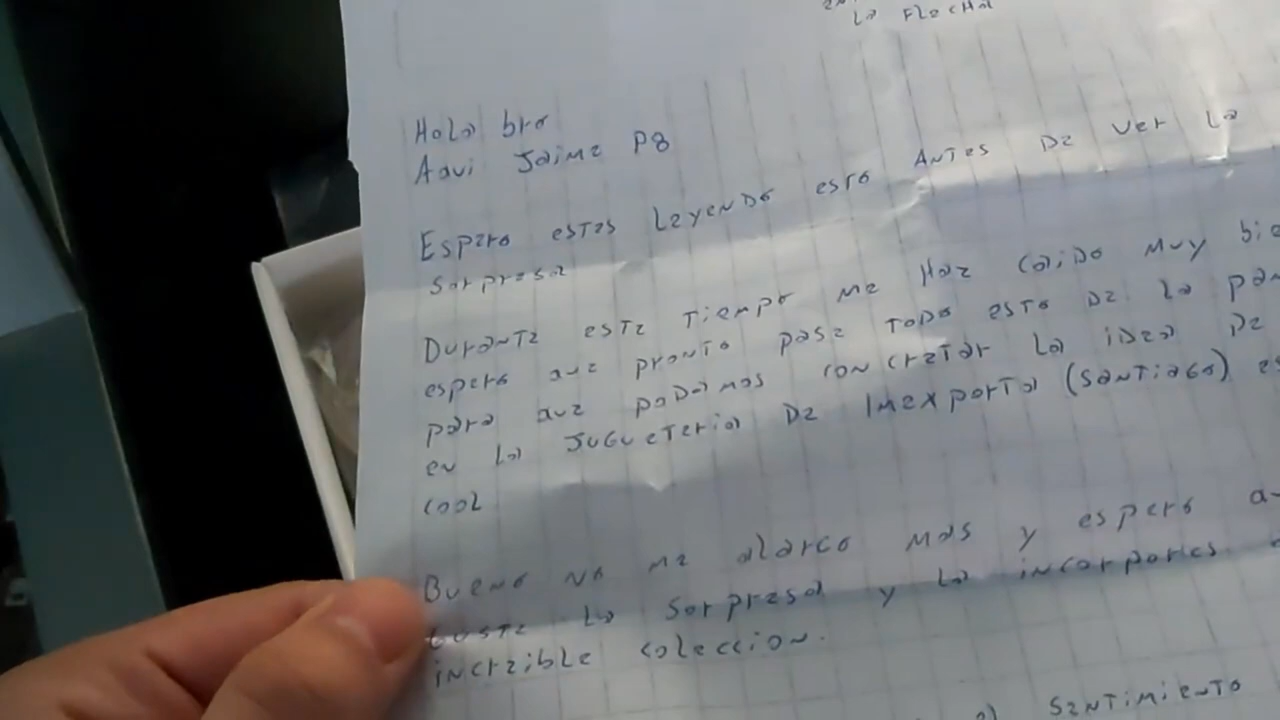 La Flecha
Hola bro
Aqui Jaime P8
Espero estes leyendo esto antes de ver la
sorpresa
Durante este tiempo me haz caido muy
espero que pronto pase todo esto de la
para que podamos concretar la idea de
en la jugueteria de Imexporta (Santiago)
cool
Bueno no me alargo mas y espero
guste la sorpresa y la incorpores
increible coleccion.
sentimiento